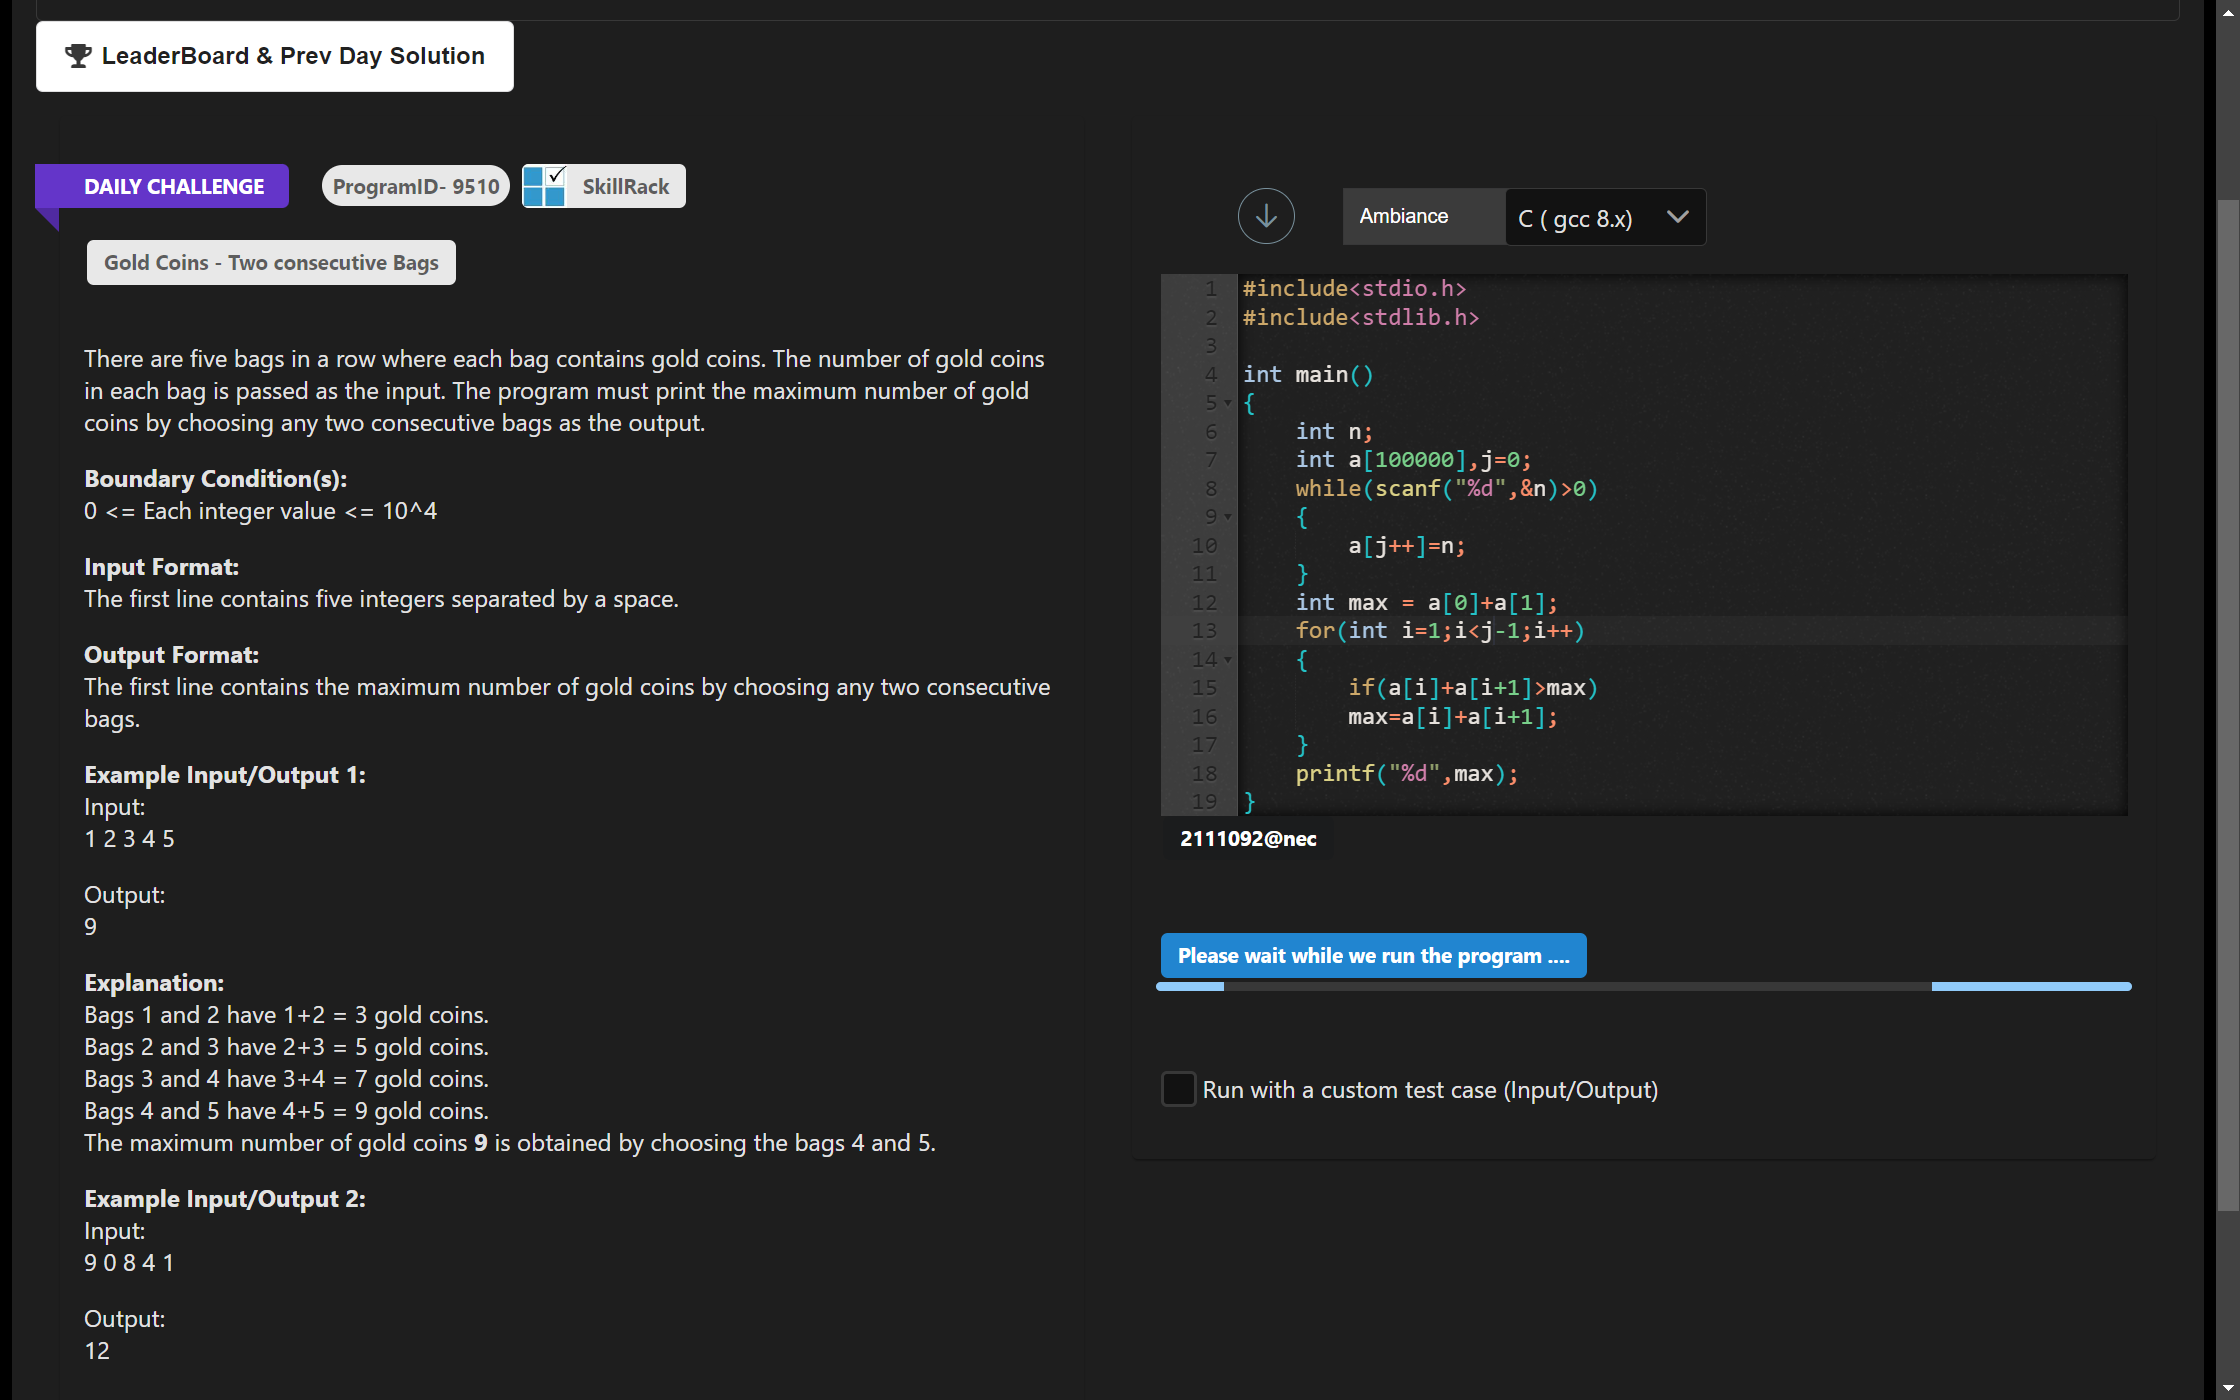 LeaderBoard & Prev Day Solution
DAILY CHALLENGE
ProgramID- 9510
SkillRack
Gold Coins - Two consecutive Bags
There are five bags in a row where each bag contains gold coins. The number of gold coins
in each bag is passed as the input. The program must print the maximum number of gold
coins by choosing any two consecutive bags as the output.
Boundary Condition(s):
0 <= Each integer value <= 10^4
Input Format:
The first line contains five integers separated by a space.
Output Format:
The first line contains the maximum number of gold coins by choosing any two consecutive
bags.
Example Input/Output 1:
Input:
1 2 3 4 5
Output:
9
Explanation:
Bags 1 and 2 have 1+2 = 3 gold coins.
Bags 2 and 3 have 2+3 = 5 gold coins.
Bags 3 and 4 have 3+4 = 7 gold coins.
Bags 4 and 5 have 4+5 = 9 gold coins.
The maximum number of gold coins 9 is obtained by choosing the bags 4 and 5.
Example Input/Output 2:
Input:
9 0 8 4 1
Output:
12
Ambiance
C ( gcc 8.x)
1 #include<stdio.h>
2 #include<stdlib.h>
3
4 int main()
5 {
6 int n;
7 int a[100000],j=0;
8 while(scanf("%d",&n)>0)
9 {
10 a[j++]=n;
11 }
12 int max = a[0]+a[1];
13 for(int i=1;i<j-1;i++)
14 {
15 if(a[i]+a[i+1]>max)
16 max=a[i]+a[i+1];
17 }
18 printf("%d",max);
19 }
2111092@nec
Please wait while we run the program ....
Run with a custom test case (Input/Output)